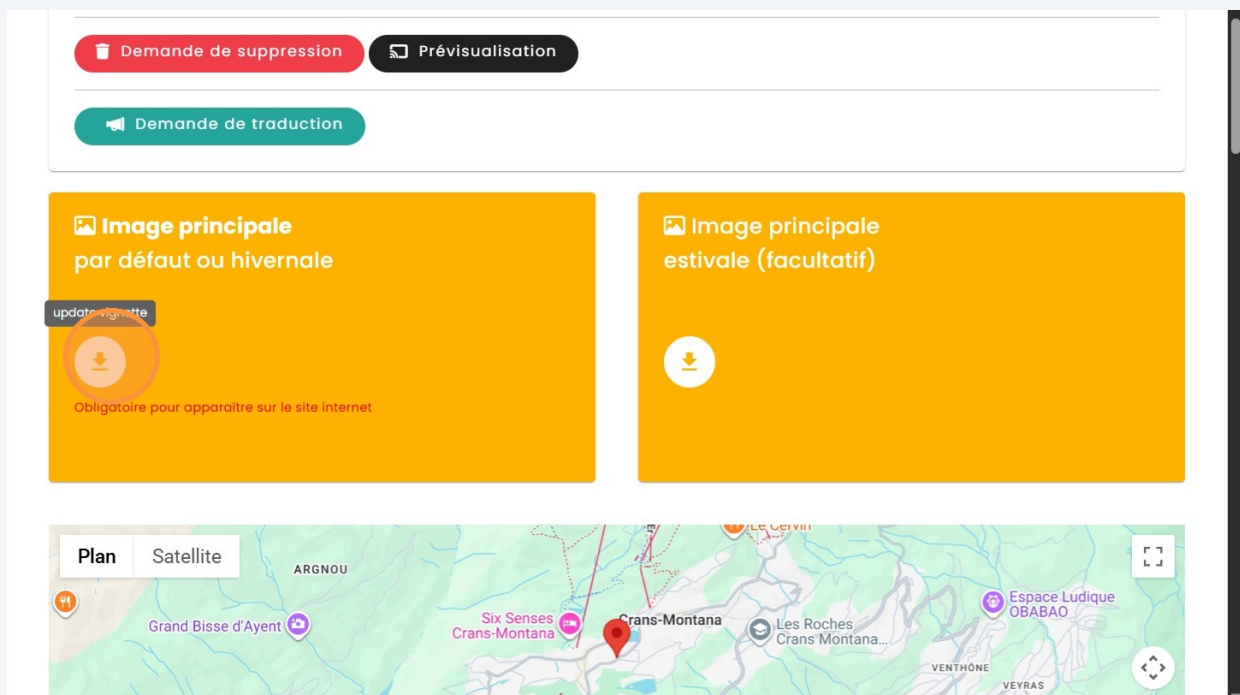 Demande de suppression
Prévisualisation
Demande de traduction
Image principale
par défaut ou hivernale
update vignette
Obligatoire pour apparaître sur le site internet
Image principale
estivale (facultatif)
Plan
Satellite
ARGNOU
Le Cervin
Grand Bisse d'Ayent
Six Senses
Crans-Montana
Crans-Montana
Les Roches
Crans Montana...
Espace Ludique
OBABAO
VENTHÔNE
VEYRAS